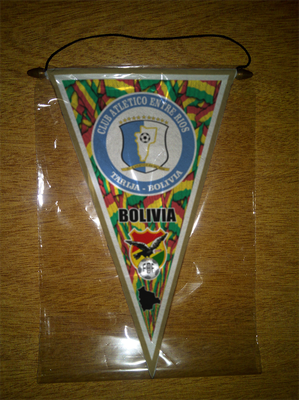 CLUB ATLETICO ENTRE RIOS
TARIJA - BOLIVIA
BOLIVIA